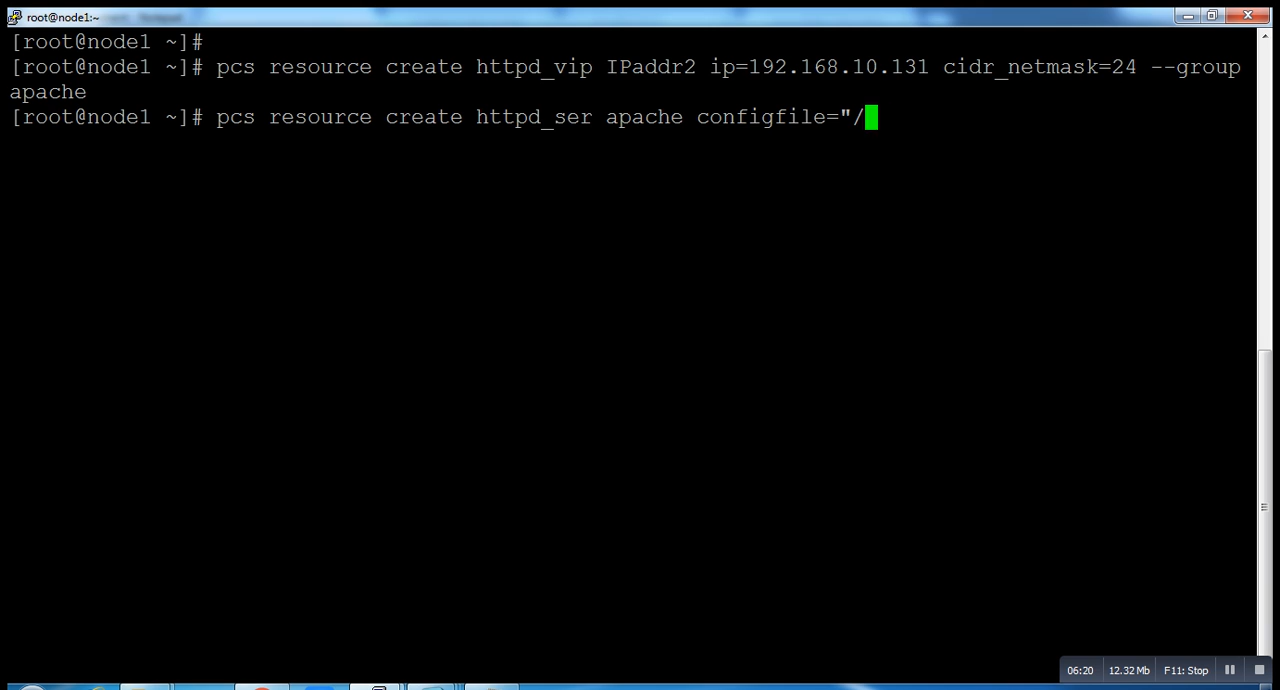 root@node1:~
[root@node1 ~]#
[root@node1 ~]# pcs resource create httpd_vip IPaddr2 ip=192.168.10.131 cidr_netmask=24 --group
apache
[root@node1 ~]# pcs resource create httpd_ser apache configfile="/
06:20 12.32 Mb F11: Stop